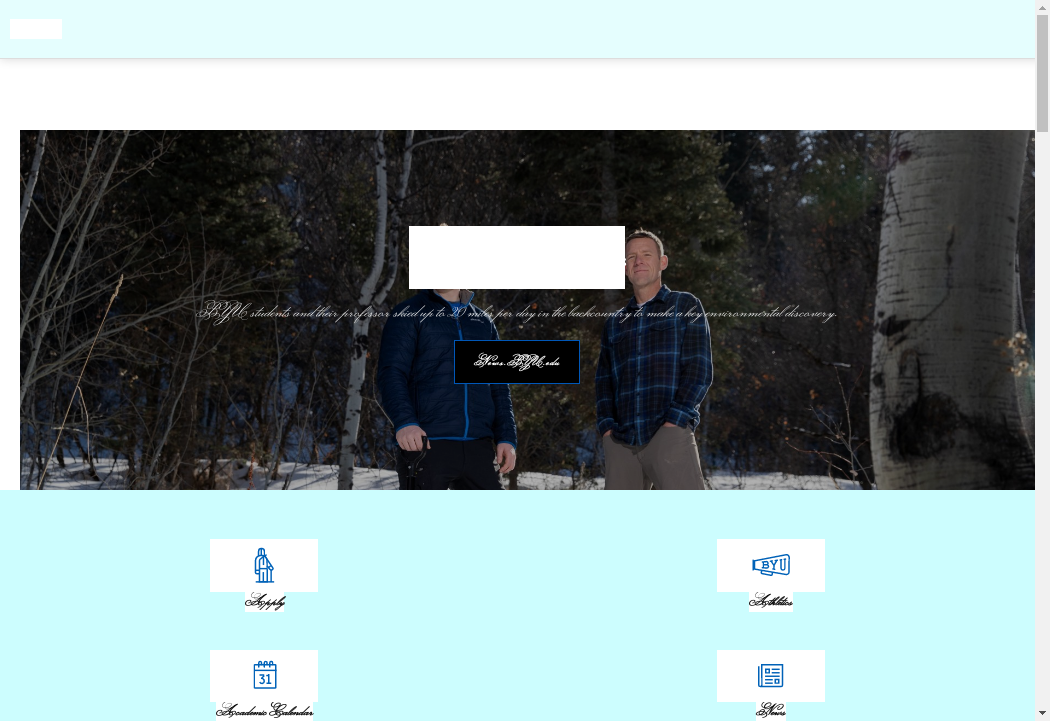 BYU students and their professor skied up to 20 miles per day in the backcountry to make a key environmental discovery.
News.BYU.edu
BYU
Apply
Athletics
31
Academic Calendar
News